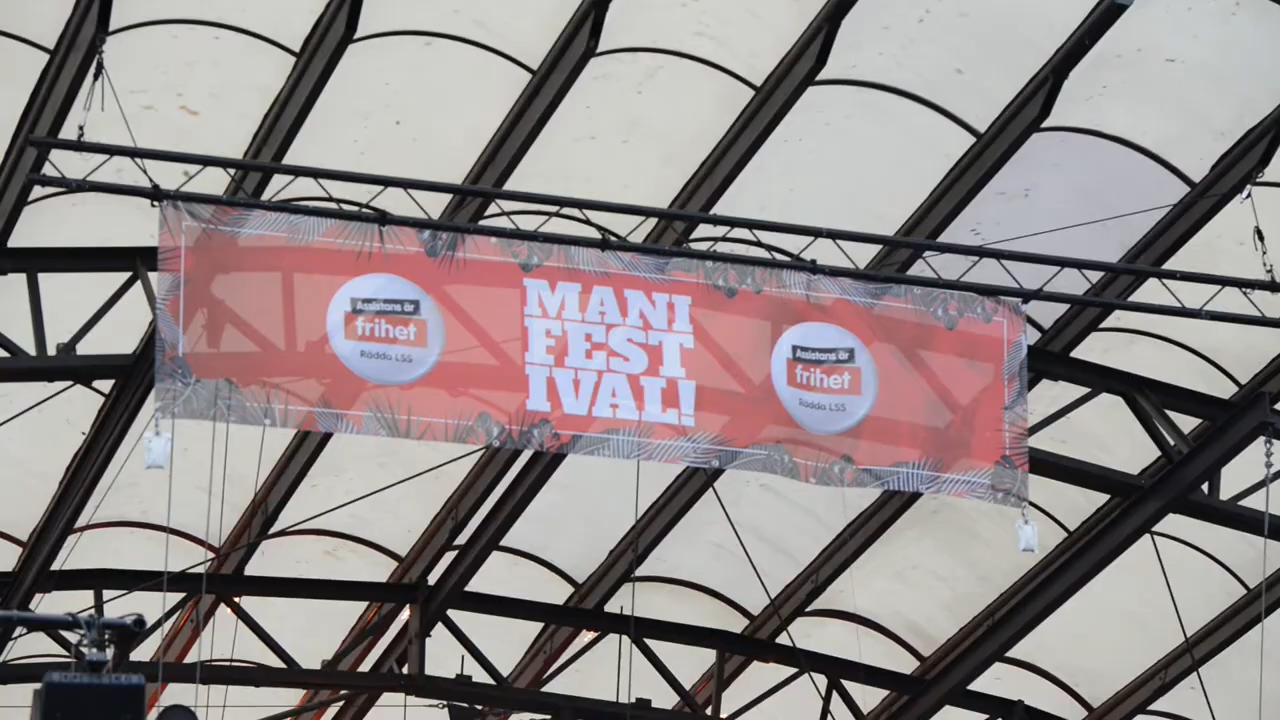 Assistans är
frihet
Rädda LSS
MANI
FEST
IVAL!
Assistans är
frihet
Rädda LSS